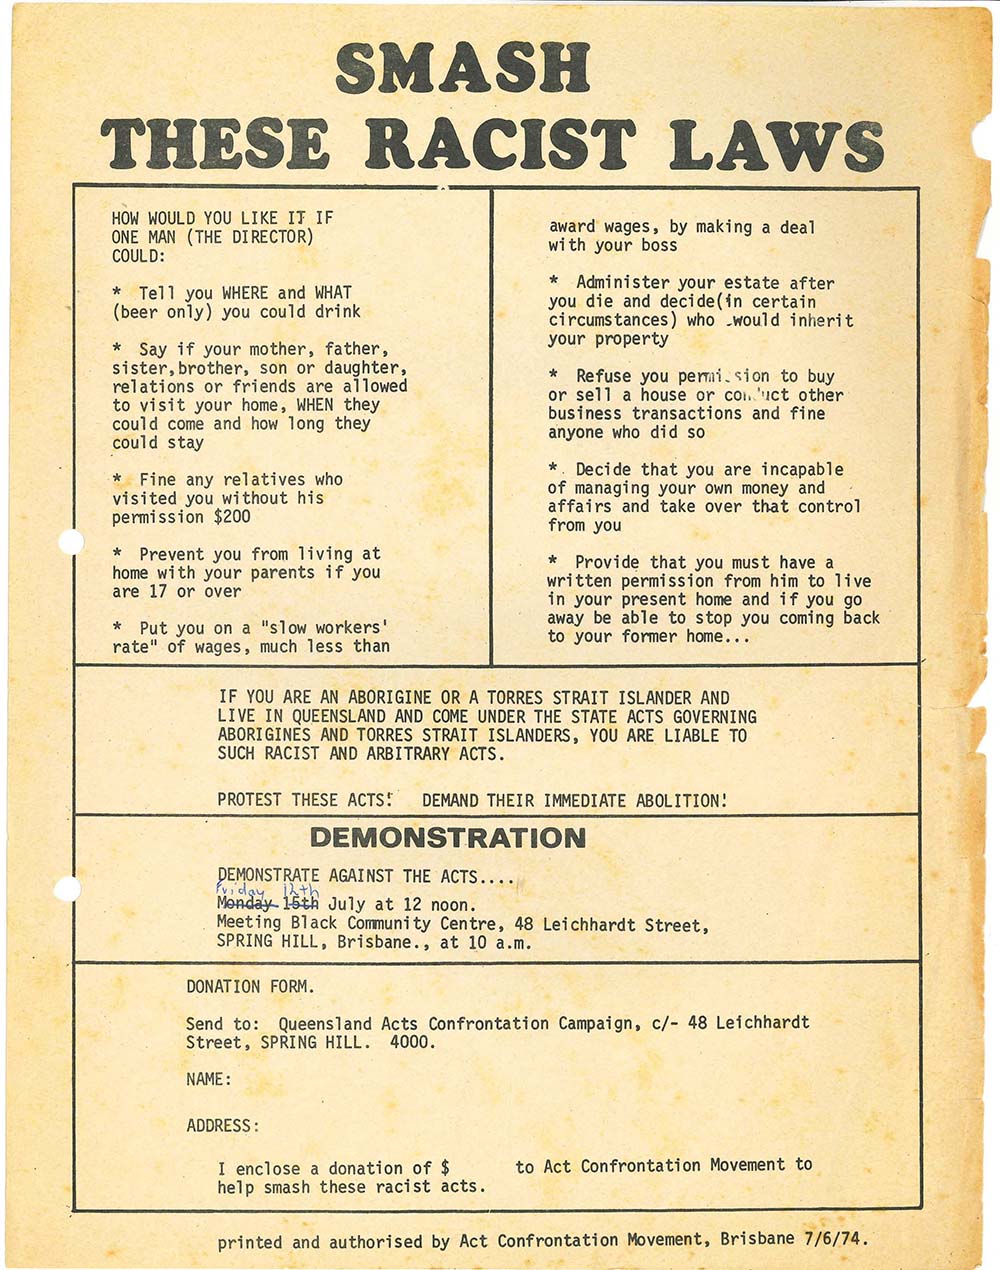 SMASH
THESE RACIST LAWS
HOW WOULD YOU LIKE IT IF
ONE MAN (THE DIRECTOR)
COULD:
* Tell you WHERE and WHAT
(beer only) you could drink
* Say if your mother, father,
sister,brother, son or daughter,
relations or friends are allowed
to visit your home, WHEN they
could come and how long they
could stay
* Fine any relatives who
visited you without his
permission $200
* Prevent you from living at
home with your parents if you
are 17 or over
* Put you on a "slow workers'
rate" of wages, much less than
award wages, by making a deal
with your boss
* Administer your estate after
you die and decide(in certain
circumstances) who would inherit
your property
* Refuse you permission to buy
or sell a house or conduct other
business transactions and fine
anyone who did so
* Decide that you are incapable
of managing your own money and
affairs and take over that control
from you
* Provide that you must have a
written permission from him to live
in your present home and if you go
away be able to stop you coming back
to your former home...
IF YOU ARE AN ABORIGINE OR A TORRES STRAIT ISLANDER AND
LIVE IN QUEENSLAND AND COME UNDER THE STATE ACTS GOVERNING
ABORIGINES AND TORRES STRAIT ISLANDERS, YOU ARE LIABLE TO
SUCH RACIST AND ARBITRARY ACTS.
PROTEST THESE ACTS! DEMAND THEIR IMMEDIATE ABOLITION!
DEMONSTRATION
DEMONSTRATE AGAINST THE ACTS....
Friday 12th
Monday 15th July at 12 noon.
Meeting Black Community Centre, 48 Leichhardt Street,
SPRING HILL, Brisbane., at 10 a.m.
DONATION FORM.
Send to: Queensland Acts Confrontation Campaign, c/- 48 Leichhardt
Street, SPRING HILL. 4000.
NAME:
ADDRESS:
I enclose a donation of $ to Act Confrontation Movement to
help smash these racist acts.
printed and authorised by Act Confrontation Movement, Brisbane 7/6/74.